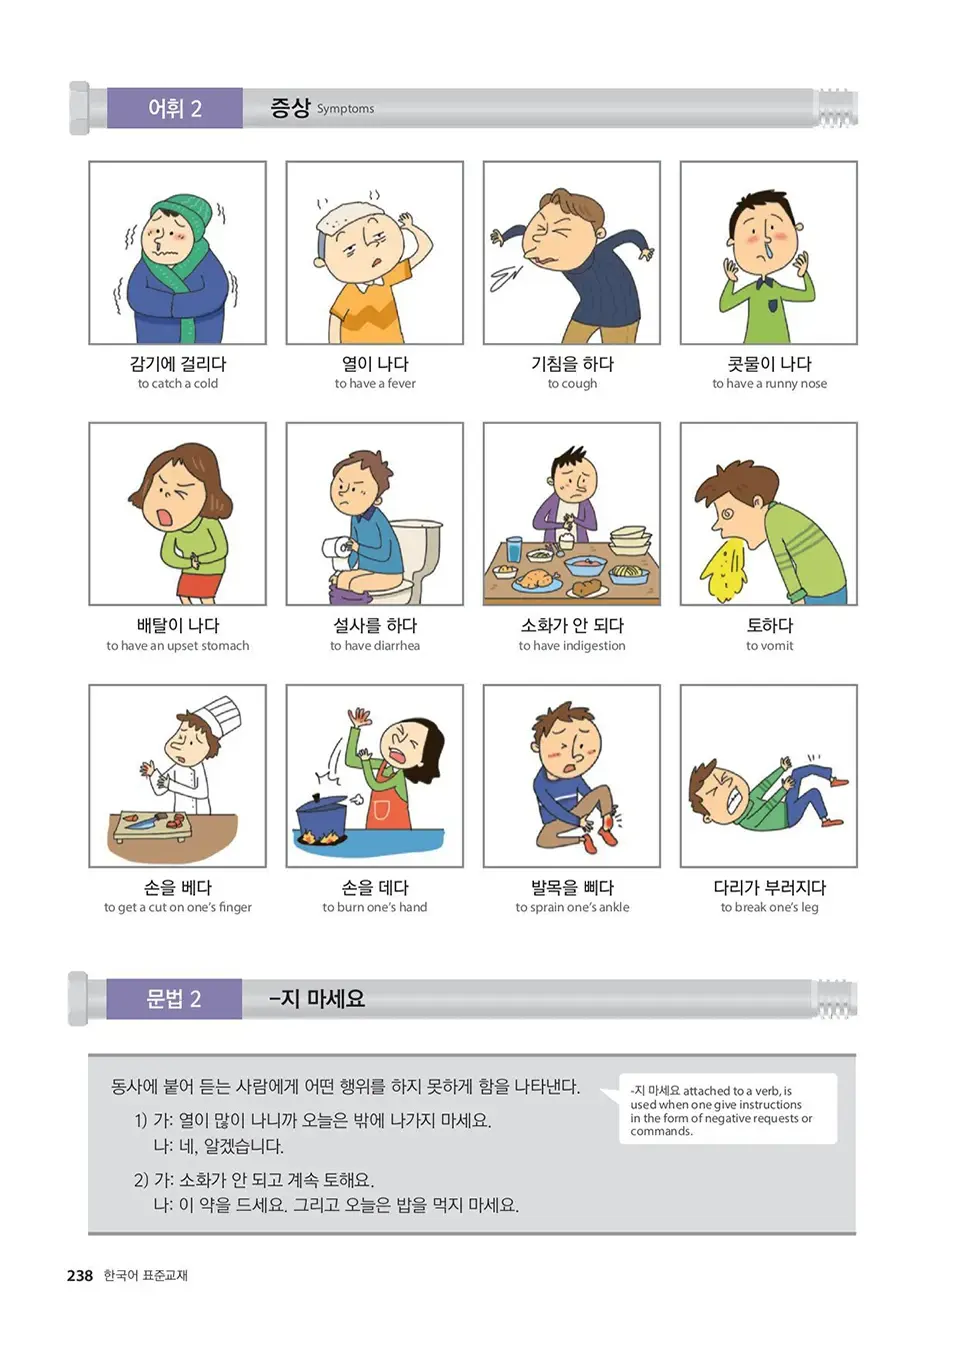 어휘 2
증상 Symptoms
감기에 걸리다
to catch a cold
열이 나다
to have a fever
기침을 하다
to cough
콧물이 나다
to have a runny nose
배탈이 나다
to have an upset stomach
설사를 하다
to have diarrhea
소화가 안 되다
to have indigestion
토하다
to vomit
손을 베다
to get a cut on one's finger
손을 데다
to burn one's hand
발목을 삐다
to sprain one's ankle
다리가 부러지다
to break one's leg
문법 2
-지 마세요
동사에 붙어 듣는 사람에게 어떤 행위를 하지 못하게 함을 나타낸다.
1) 가: 열이 많이 나니까 오늘은 밖에 나가지 마세요.
나: 네, 알겠습니다.
2) 가: 소화가 안 되고 계속 토해요.
나: 이 약을 드세요. 그리고 오늘은 밥을 먹지 마세요.
-지 마세요 attached to a verb, is
used when one give instructions
in the form of negative requests or
commands.
238 한국어 표준교재